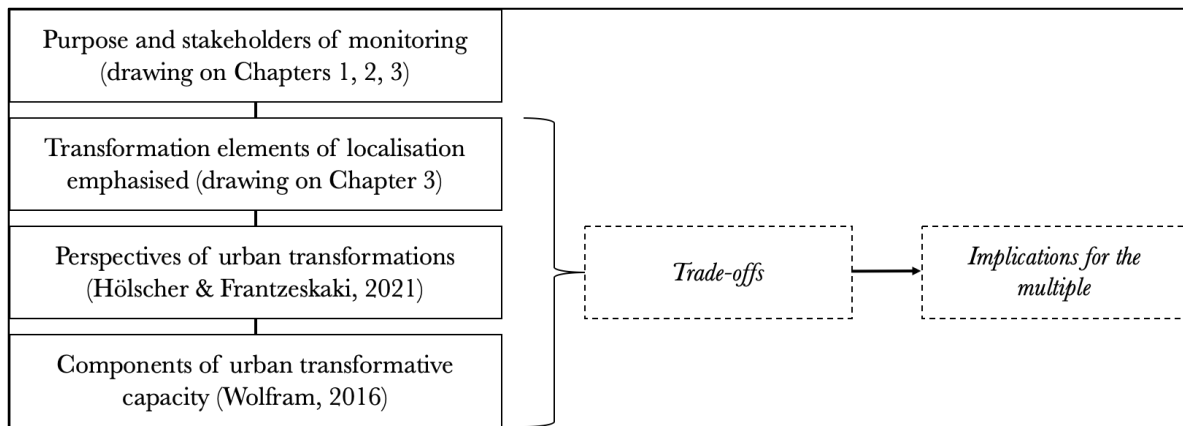 Purpose and stakeholders of monitoring
(drawing on Chapters 1, 2, 3)
Transformation elements of localisation
emphasised (drawing on Chapter 3)
Perspectives of urban transformations
(Hölscher & Frantzeskaki, 2021)
Components of urban transformative
capacity (Wolfram, 2016)
Trade-offs
Implications for the
multiple